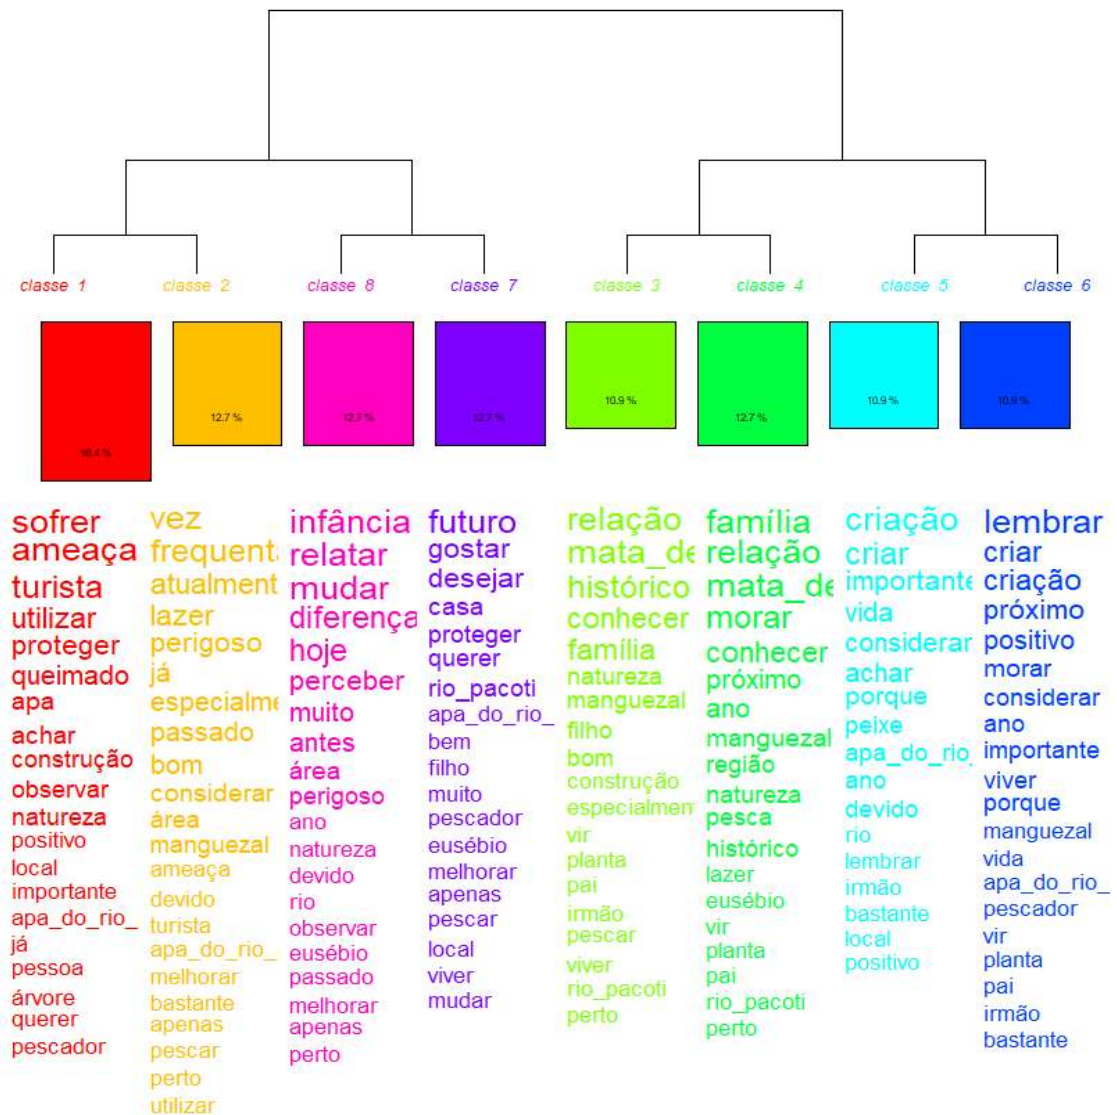 classe 1
classe 2
classe 8
classe 7
classe 3
classe 4
classe 5
classe 6
16.4 %
12.7 %
12.7 %
12.7 %
10.9 %
12.7 %
10.9 %
10.9 %
sofrer
ameaça
turista
utilizar
proteger
queimado
apa
achar
construção
observar
natureza
positivo
local
importante
apa_do_rio_
já
pessoa
árvore
querer
pescador
vez
frequent
atualment
lazer
perigoso
já
especialme
passado
bom
considerar
área
manguezal
ameaça
devido
turista
apa_do_rio_
melhorar
bastante
apenas
pescar
perto
utilizar
infância
relatar
mudar
diferença
hoje
perceber
muito
antes
área
perigoso
ano
natureza
devido
rio
observar
eusébio
passado
melhorar
apenas
perto
futuro
gostar
desejar
casa
proteger
querer
rio_pacoti
apa_do_rio_
bem
filho
muito
pescador
eusébio
melhorar
apenas
pescar
local
viver
mudar
relação
mata_de
histórico
conhecer
família
natureza
manguezal
filho
bom
construção
especialmen
vir
planta
pai
irmão
pescar
viver
rio_pacoti
perto
família
relação
mata_de
morar
conhecer
próximo
ano
manguezal
região
natureza
pesca
histórico
lazer
eusébio
vir
planta
pai
rio_pacoti
perto
criação
criar
importante
vida
considerar
achar
porque
peixe
apa_do_rio_
ano
devido
rio
lembrar
irmão
bastante
local
positivo
lembrar
criar
criação
próximo
positivo
morar
considerar
ano
importante
viver
porque
manguezal
vida
apa_do_rio_
pescador
vir
planta
pai
irmão
bastante